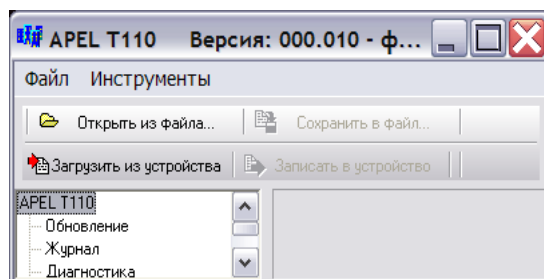 APEL T110 Версия: 000.010 - ф...
Файл Инструменты
Открыть из файла... Сохранить в файл...
Загрузить из устройства Записать в устройство
APEL T110
Обновление
Журнал
Диагностика